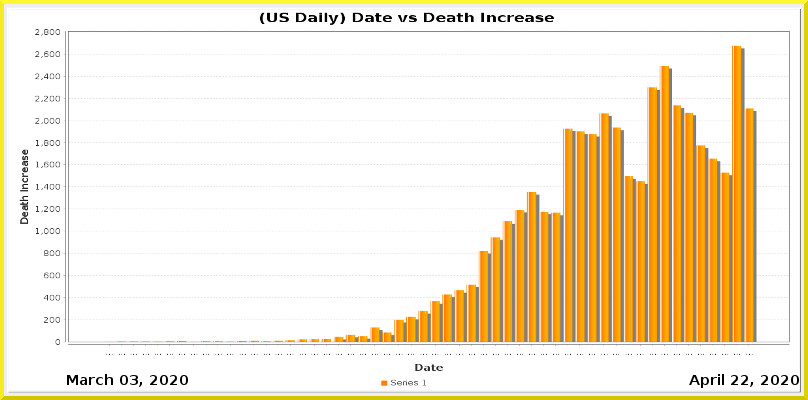 (US Daily) Date vs Death Increase
2,800
2,600
2,400
2,200
2,000
1,800
1,600
1,400
1,200
1,000
800
600
400
200
0
Death Increase
Date
March 03, 2020
April 22, 2020
Series 1